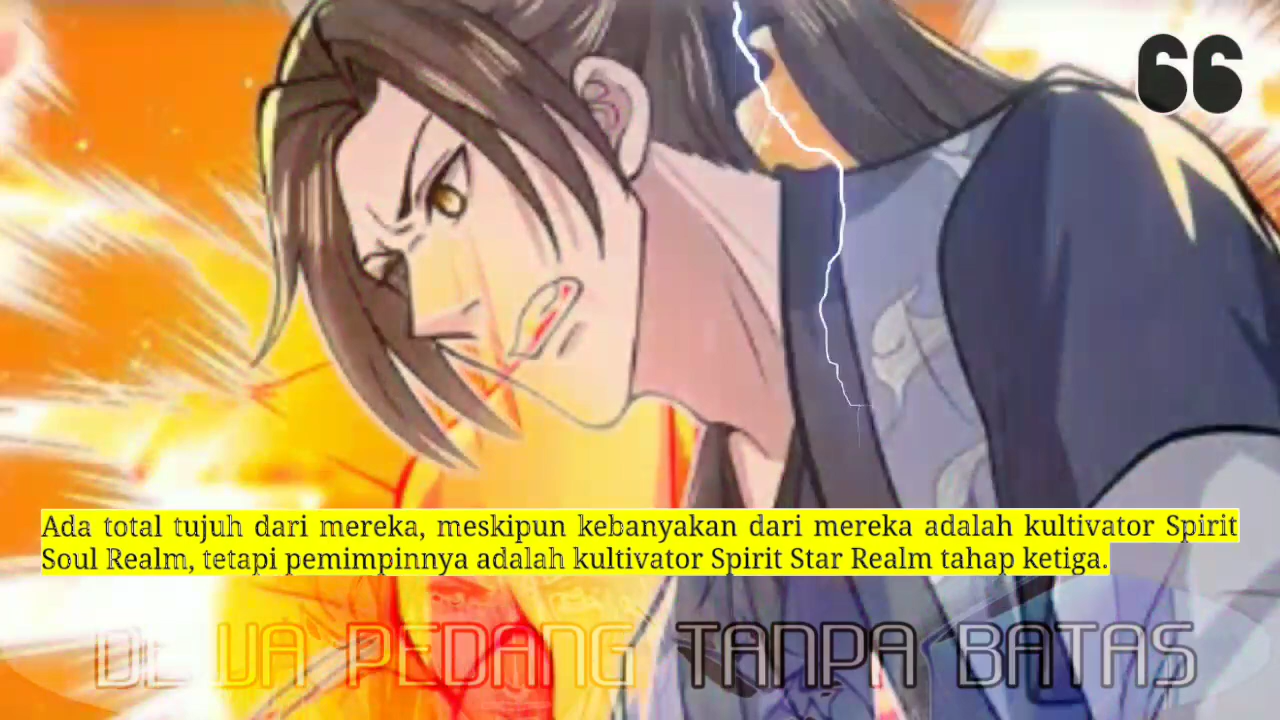 66
Ada total tujuh dari mereka, meskipun kebanyakan dari mereka adalah kultivator Spirit
Soul Realm, tetapi pemimpinnya adalah kultivator Spirit Star Realm tahap ketiga.
DEWA PEDANG TANPA BATAS